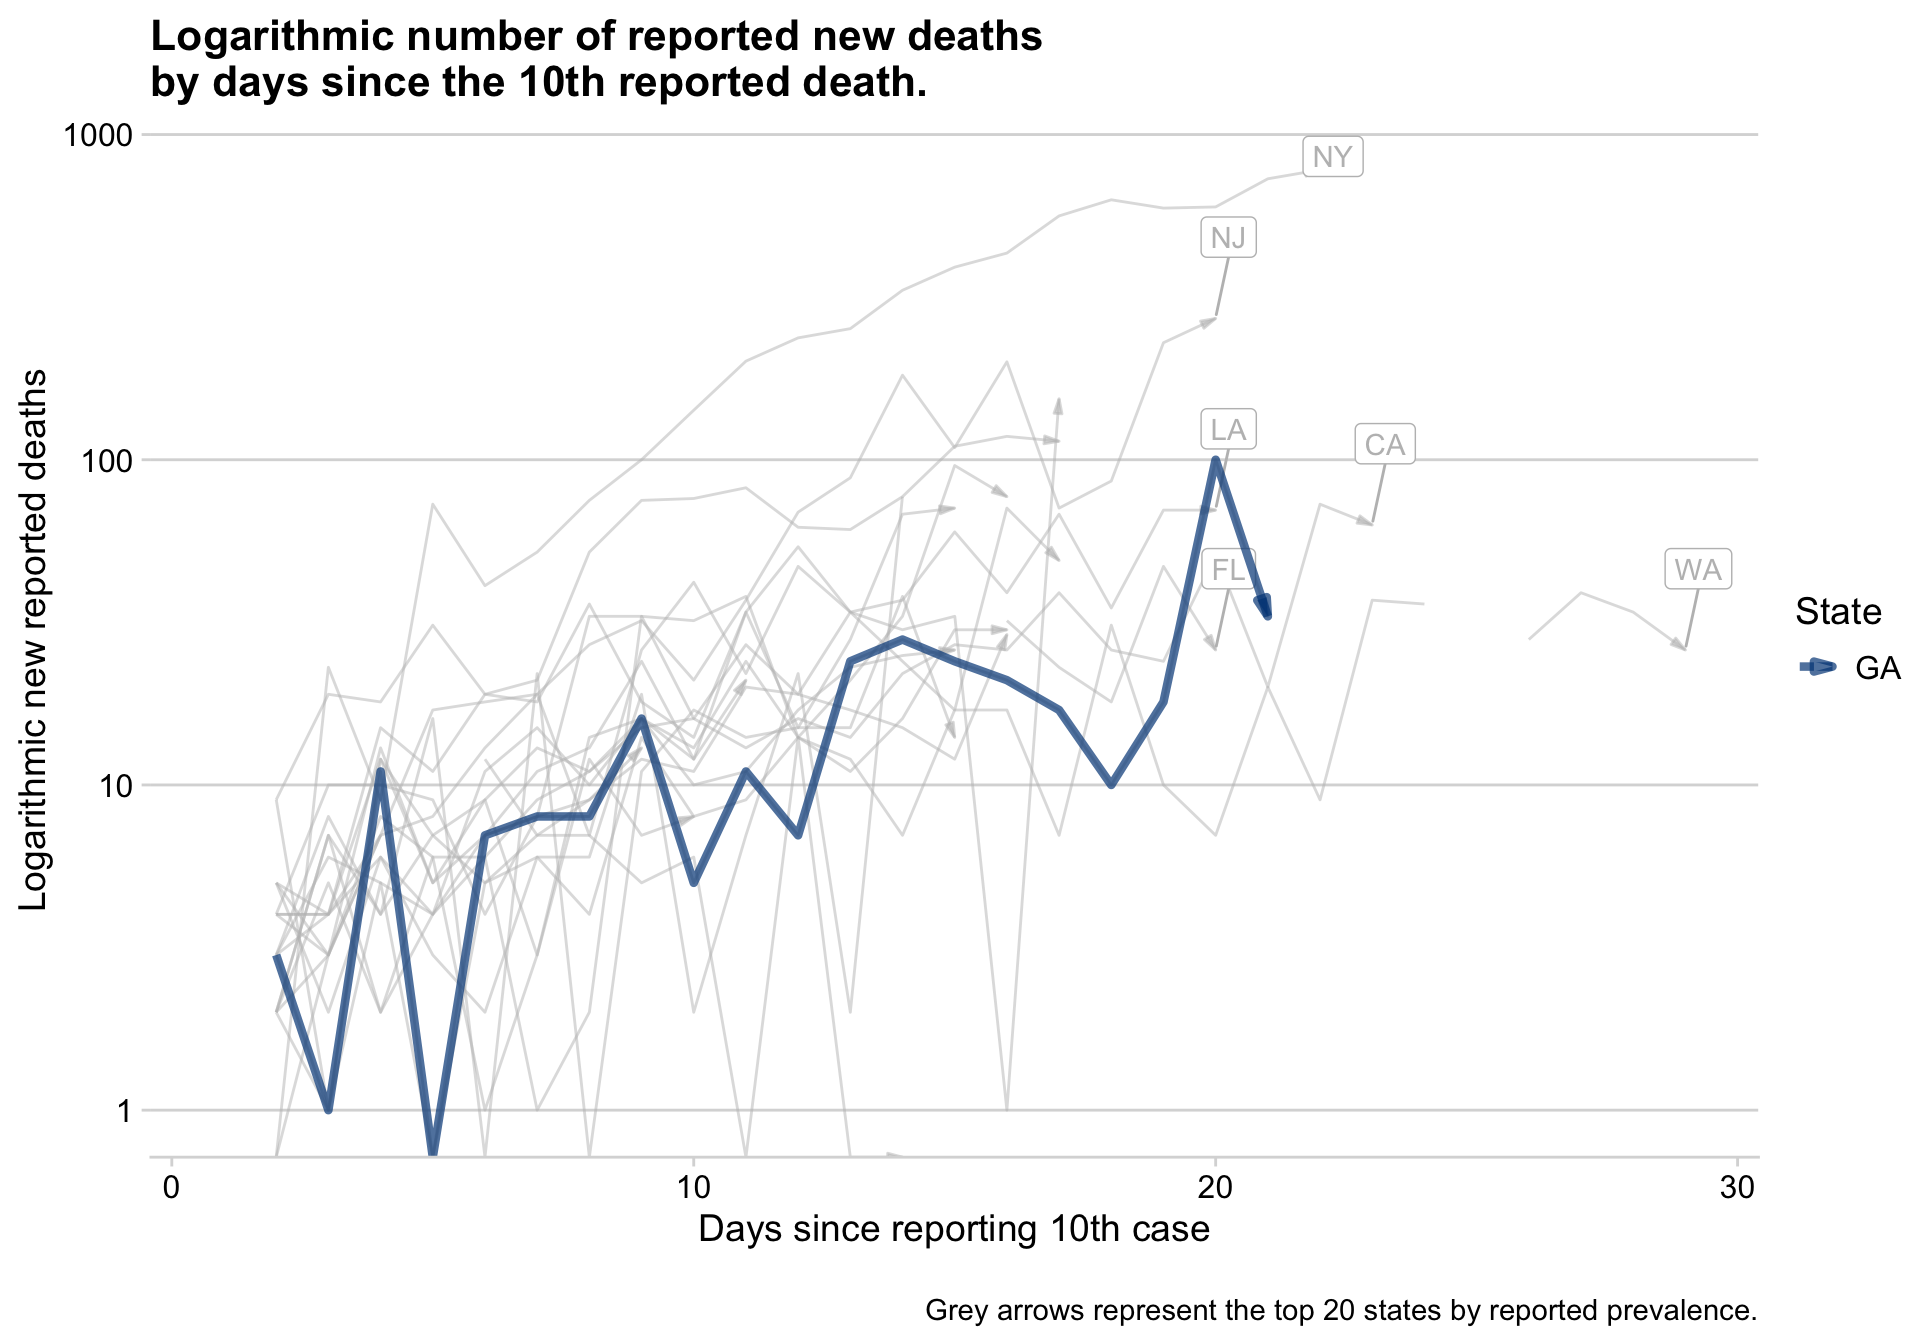 Logarithmic number of reported new deaths
by days since the 10th reported death.
1000
100
10
1
Logarithmic new reported deaths
NY
NJ
LA
CA
FL
WA
State
GA
0
10
20
30
Days since reporting 10th case
Grey arrows represent the top 20 states by reported prevalence.